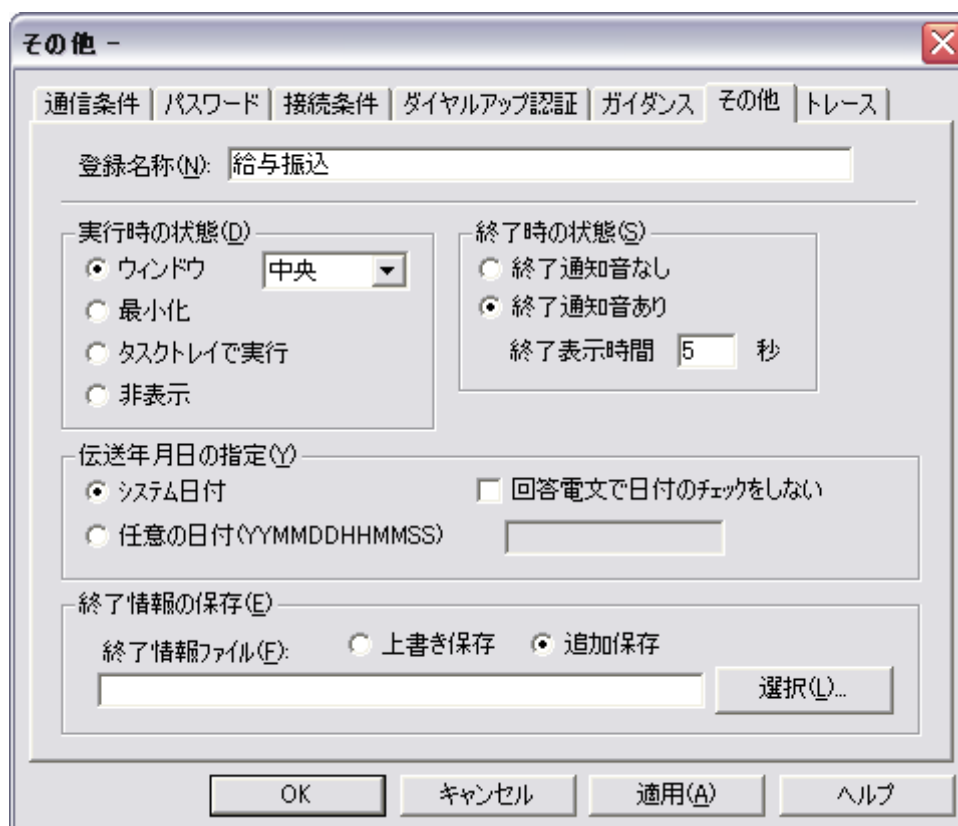 その他 -
通信条件 パスワード 接続条件 ダイヤルアップ認証 ガイダンス その他 トレース
登録名称(N): 給与振込
実行時の状態(D) 終了時の状態(S)
ウィンドウ 中央 終了通知音なし
最小化 終了通知音あり
タスクトレイで実行 終了表示時間 5 秒
非表示
伝送年月日の指定(Y)
システム日付 回答電文で日付のチェックをしない
任意の日付(YYMMDDHHMMSS)
終了情報の保存(E)
終了情報ファイル(F): 上書き保存 追加保存
選択(L)...
OK キャンセル 適用(A) ヘルプ